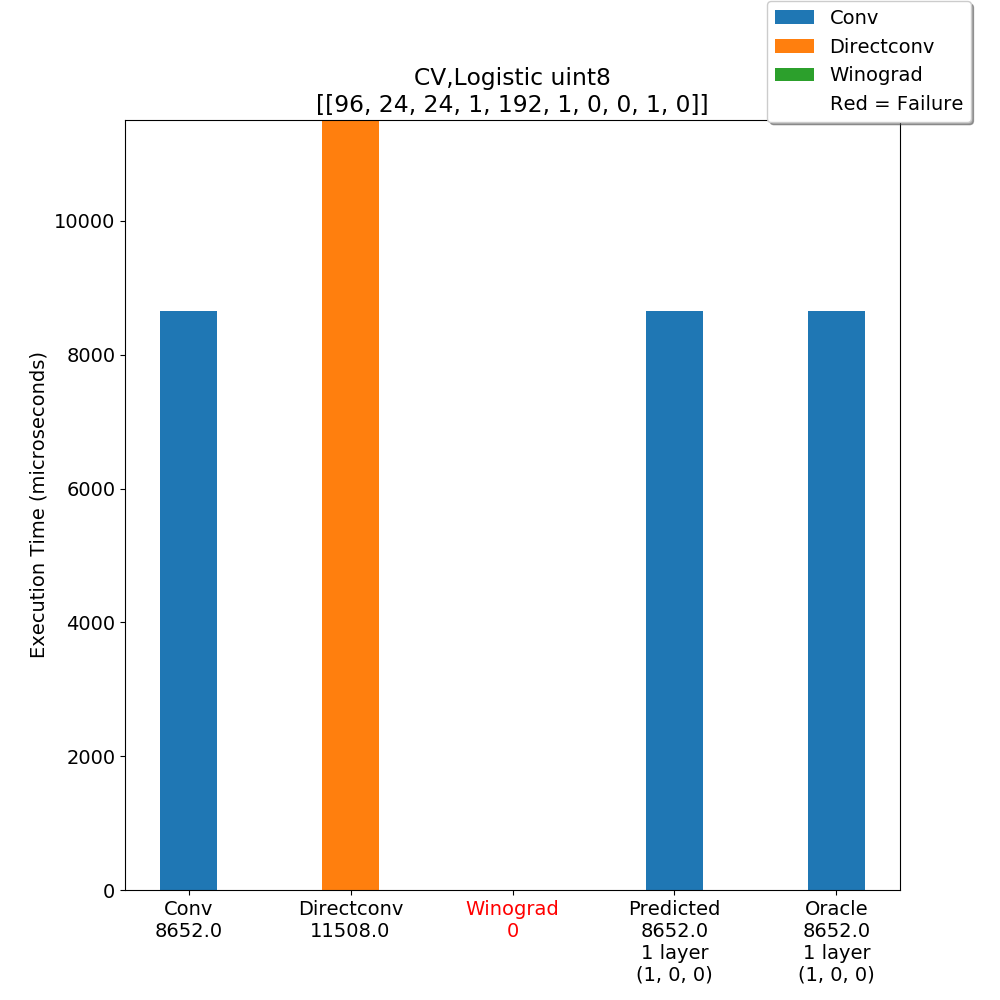 Conv
Directconv
Winograd
Red = Failure
CV,Logistic uint8
[[96, 24, 24, 1, 192, 1, 0, 0, 1, 0]]
Execution Time (microseconds)
10000
8000
6000
4000
2000
0
Conv
8652.0
Directconv
11508.0
Winograd
0
Predicted
8652.0
1 layer
(1, 0, 0)
Oracle
8652.0
1 layer
(1, 0, 0)